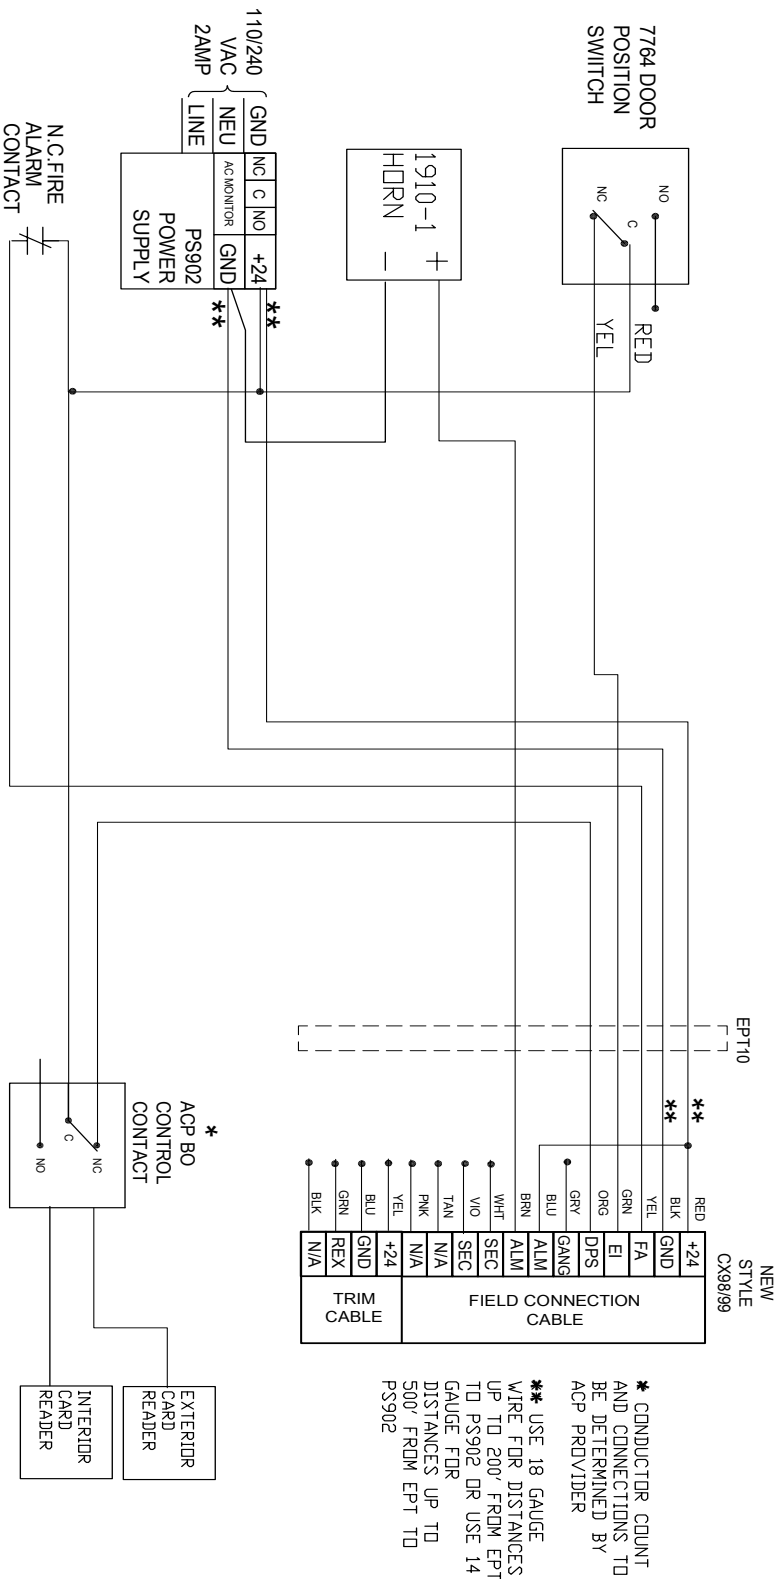 7764 DOOR
POSITION
SWIITCH
NO
C
NC
RED
YEL
1910-1
HORN
+
-
110/240
VAC
2AMP
GND
NEU
LINE
NC C NO
AC MONITOR
+24
GND
PS902
POWER
SUPPLY
**
**
N.C.FIRE
ALARM
CONTACT
EPT10
*
ACP BO
CONTROL
CONTACT
NC
C
NO
**
**
NEW
STYLE
CX98/99
RED +24
BLK GND
YEL FA
GRN EI
ORG DPS
GRY GANG
BLU ALM
BRN ALM
WHT SEC
VIO SEC
TAN N/A
PNK N/A
YEL +24
BLU GND
GRN REX
BLK N/A
FIELD CONNECTION
CABLE
TRIM
CABLE
EXTERIOR
CARD
READER
INTERIOR
CARD
READER
* CONDUCTOR COUNT
AND CONNECTIONS TO
BE DETERMINED BY
ACP PROVIDER
** USE 18 GAUGE
WIRE FOR DISTANCES
UP TO 200' FROM EPT
TO PS902 OR USE 14
GAUGE FOR
DISTANCES UP TO
500' FROM EPT TO
PS902